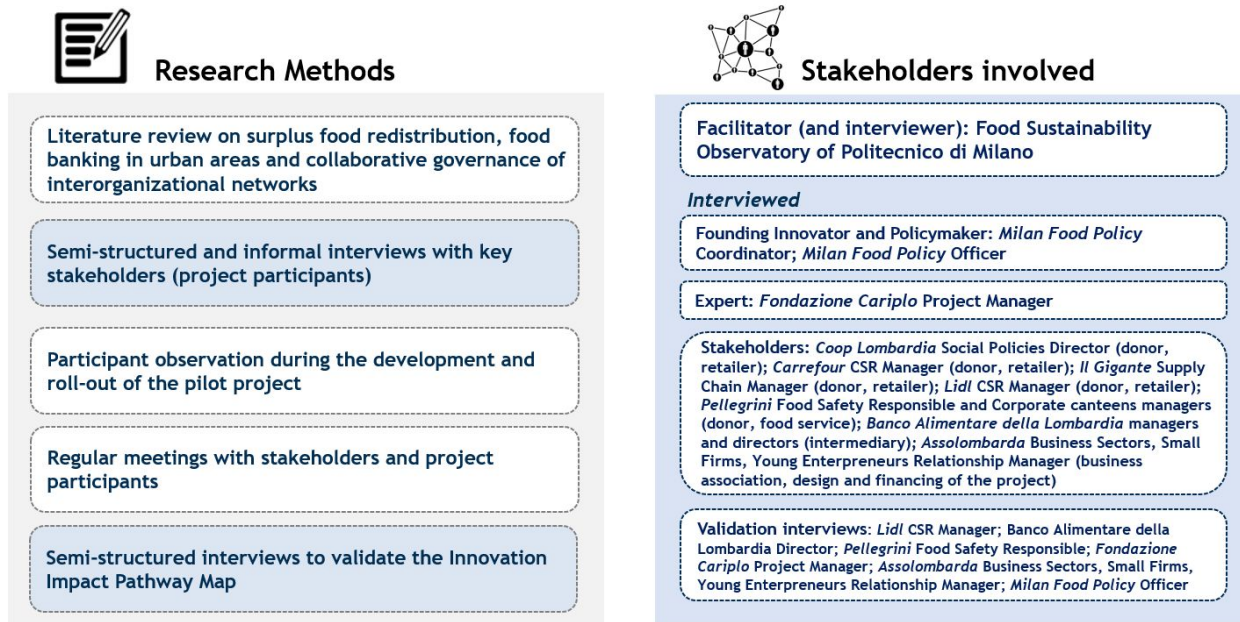 Research Methods
Literature review on surplus food redistribution, food
banking in urban areas and collaborative governance of
interorganizational networks
Semi-structured and informal interviews with key
stakeholders (project participants)
Participant observation during the development and
roll-out of the pilot project
Regular meetings with stakeholders and project
participants
Semi-structured interviews to validate the Innovation
Impact Pathway Map
Stakeholders involved
Facilitator (and interviewer): Food Sustainability
Observatory of Politecnico di Milano
Interviewed
Founding Innovator and Policymaker: Milan Food Policy
Coordinator; Milan Food Policy Officer
Expert: Fondazione Cariplo Project Manager
Stakeholders: Coop Lombardia Social Policies Director (donor,
retailer); Carrefour CSR Manager (donor, retailer); Il Gigante Supply
Chain Manager (donor, retailer); Lidl CSR Manager (donor, retailer);
Pellegrini Food Safety Responsible and Corporate canteens managers
(donor, food service); Banco Alimentare della Lombardia managers
and directors (intermediary); Assolombarda Business Sectors, Small
Firms, Young Enterpreneurs Relationship Manager (business
association, design and financing of the project)
Validation interviews: Lidl CSR Manager; Banco Alimentare della
Lombardia Director; Pellegrini Food Safety Responsible; Fondazione
Cariplo Project Manager; Assolombarda Business Sectors, Small Firms,
Young Enterpreneurs Relationship Manager; Milan Food Policy Officer